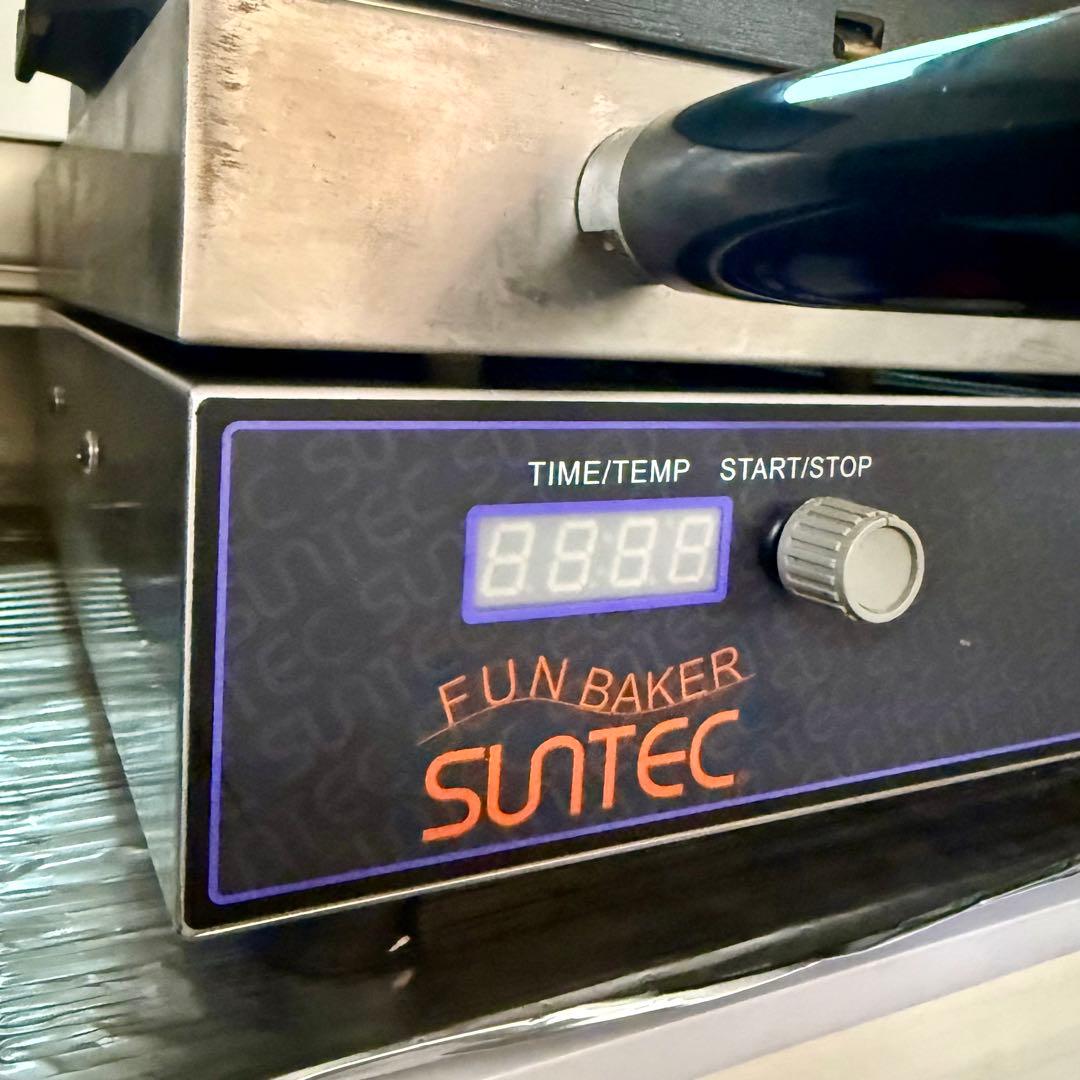 TIME/TEMP START/STOP
FUN BAKER
SUNTEC